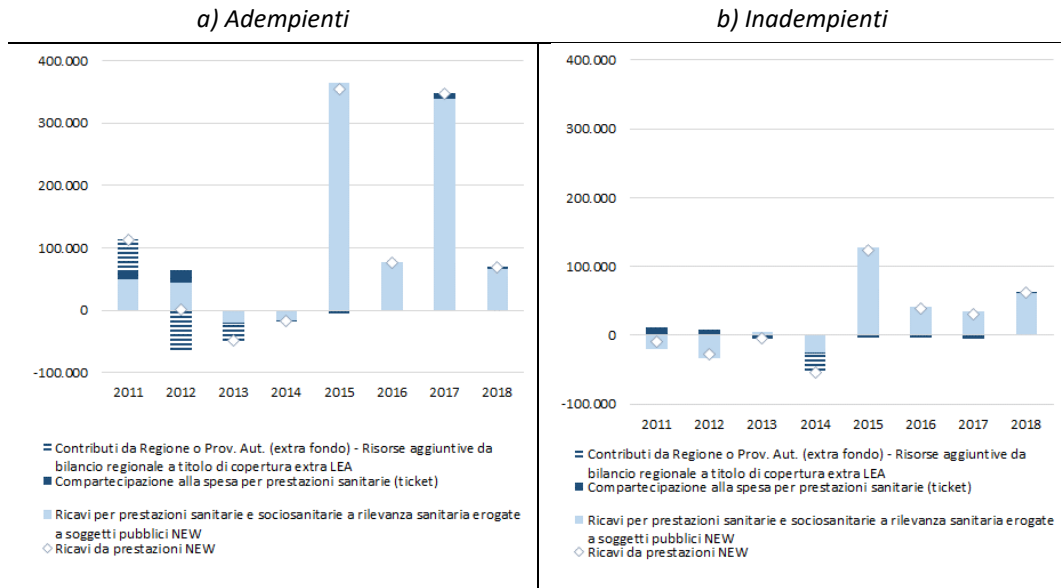 a) Adempienti
b) Inadempienti
400.000
300.000
200.000
100.000
0
-100.000
2011 2012 2013 2014 2015 2016 2017 2018
Contributi da Regione o Prov. Aut. (extra fondo) - Risorse aggiuntive da
bilancio regionale a titolo di copertura extra LEA
Compartecipazione alla spesa per prestazioni sanitarie (ticket)
Ricavi per prestazioni sanitarie e sociosanitarie a rilevanza sanitaria erogate
a soggetti pubblici NEW
Ricavi da prestazioni NEW
400.000
300.000
200.000
100.000
0
-100.000
2011 2012 2013 2014 2015 2016 2017 2018
Contributi da Regione o Prov. Aut. (extra fondo) - Risorse aggiuntive da
bilancio regionale a titolo di copertura extra LEA
Compartecipazione alla spesa per prestazioni sanitarie (ticket)
Ricavi per prestazioni sanitarie e sociosanitarie a rilevanza sanitaria erogate
a soggetti pubblici NEW
Ricavi da prestazioni NEW